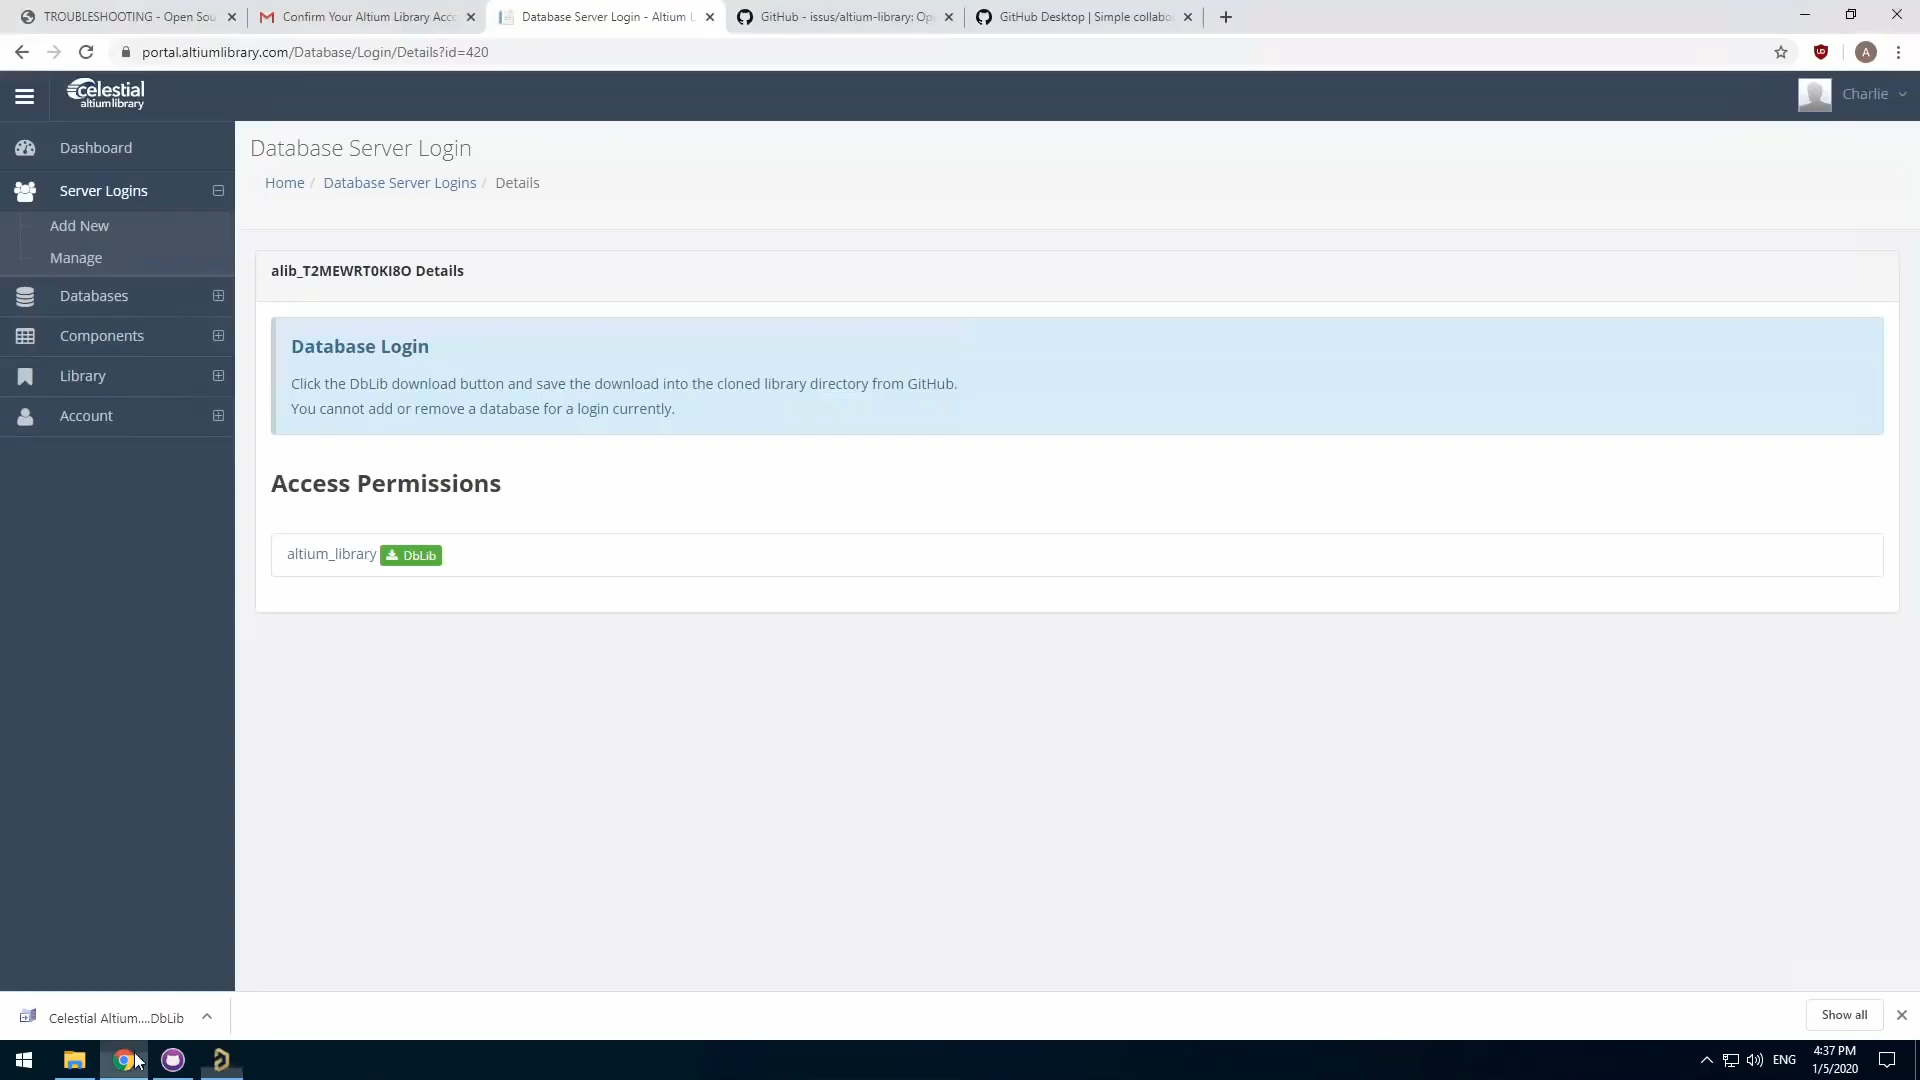 TROUBLESHOOTING - Open Sou
Confirm Your Altium Library Acco
Database Server Login - Altium L
GitHub - issus/altium-library: Op
GitHub Desktop | Simple collabo
portal.altiumlibrary.com/Database/Login/Details?id=420
A
celestial
altiumlibrary
Charlie
Dashboard
Server Logins
Add New
Manage
Databases
Components
Library
Account
Database Server Login
Home / Database Server Logins / Details
alib_T2MEWRT0KI8O Details
Database Login
Click the DbLib download button and save the download into the cloned library directory from GitHub.
You cannot add or remove a database for a login currently.
Access Permissions
altium_library DbLib
Celestial Altium....DbLib
Show all
ENG
4:37 PM
1/5/2020